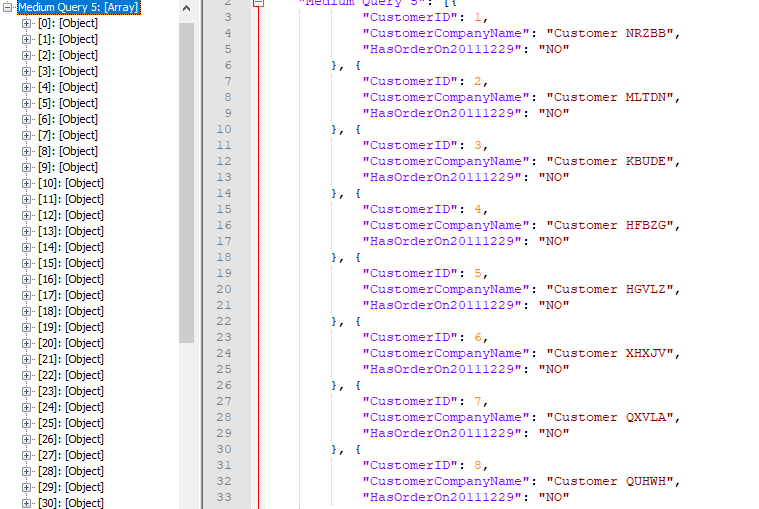 Medium Query 5: [Array]
[0]: [Object]
[1]: [Object]
[2]: [Object]
[3]: [Object]
[4]: [Object]
[5]: [Object]
[6]: [Object]
[7]: [Object]
[8]: [Object]
[9]: [Object]
[10]: [Object]
[11]: [Object]
[12]: [Object]
[13]: [Object]
[14]: [Object]
[15]: [Object]
[16]: [Object]
[17]: [Object]
[18]: [Object]
[19]: [Object]
[20]: [Object]
[21]: [Object]
[22]: [Object]
[23]: [Object]
[24]: [Object]
[25]: [Object]
[26]: [Object]
[27]: [Object]
[28]: [Object]
[29]: [Object]
[30]: [Object]
2 "Medium Query 5": [{
3 "CustomerID": 1,
4 "CustomerCompanyName": "Customer NRZBB",
5 "HasOrderOn20111229": "NO"
6 }, {
7 "CustomerID": 2,
8 "CustomerCompanyName": "Customer MLTDN",
9 "HasOrderOn20111229": "NO"
10 }, {
11 "CustomerID": 3,
12 "CustomerCompanyName": "Customer KBUDE",
13 "HasOrderOn20111229": "NO"
14 }, {
15 "CustomerID": 4,
16 "CustomerCompanyName": "Customer HFBZG",
17 "HasOrderOn20111229": "NO"
18 }, {
19 "CustomerID": 5,
20 "CustomerCompanyName": "Customer HGVLZ",
21 "HasOrderOn20111229": "NO"
22 }, {
23 "CustomerID": 6,
24 "CustomerCompanyName": "Customer XHXJV",
25 "HasOrderOn20111229": "NO"
26 }, {
27 "CustomerID": 7,
28 "CustomerCompanyName": "Customer QXVLA",
29 "HasOrderOn20111229": "NO"
30 }, {
31 "CustomerID": 8,
32 "CustomerCompanyName": "Customer QUHWH",
33 "HasOrderOn20111229": "NO"